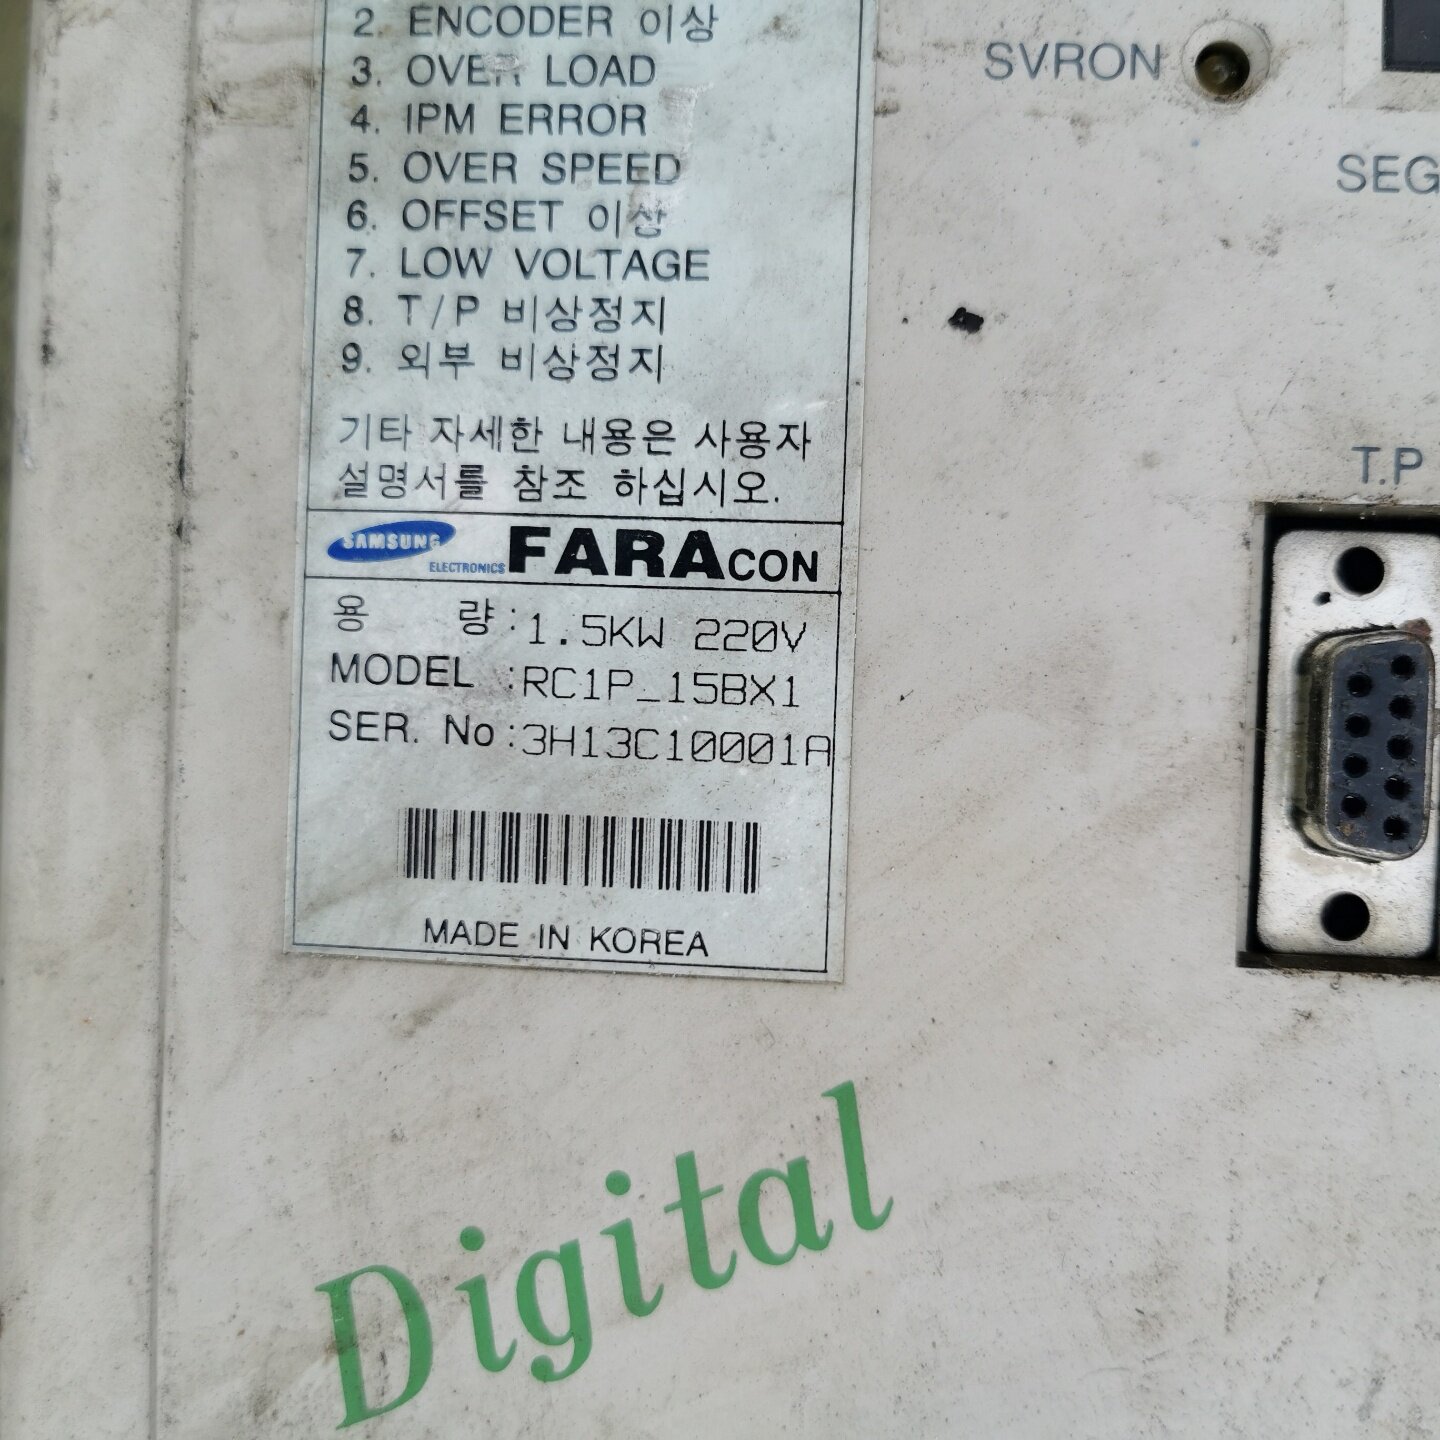 2. ENCODER 이상
3. OVER LOAD
4. IPM ERROR
5. OVER SPEED
6. OFFSET 이상
7. LOW VOLTAGE
8. T/P 비상정지
9. 외부 비상정지
기타 자세한 내용은 사용자
설명서를 참조 하십시오.
SAMSUNG ELECTRONICS FARACON
용 량 : 1.5KW 220V
MODEL : RC1P_15BX1
SER. No : 3H13C10001A
MADE IN KOREA
SVRON
SEG
T.P
Digital